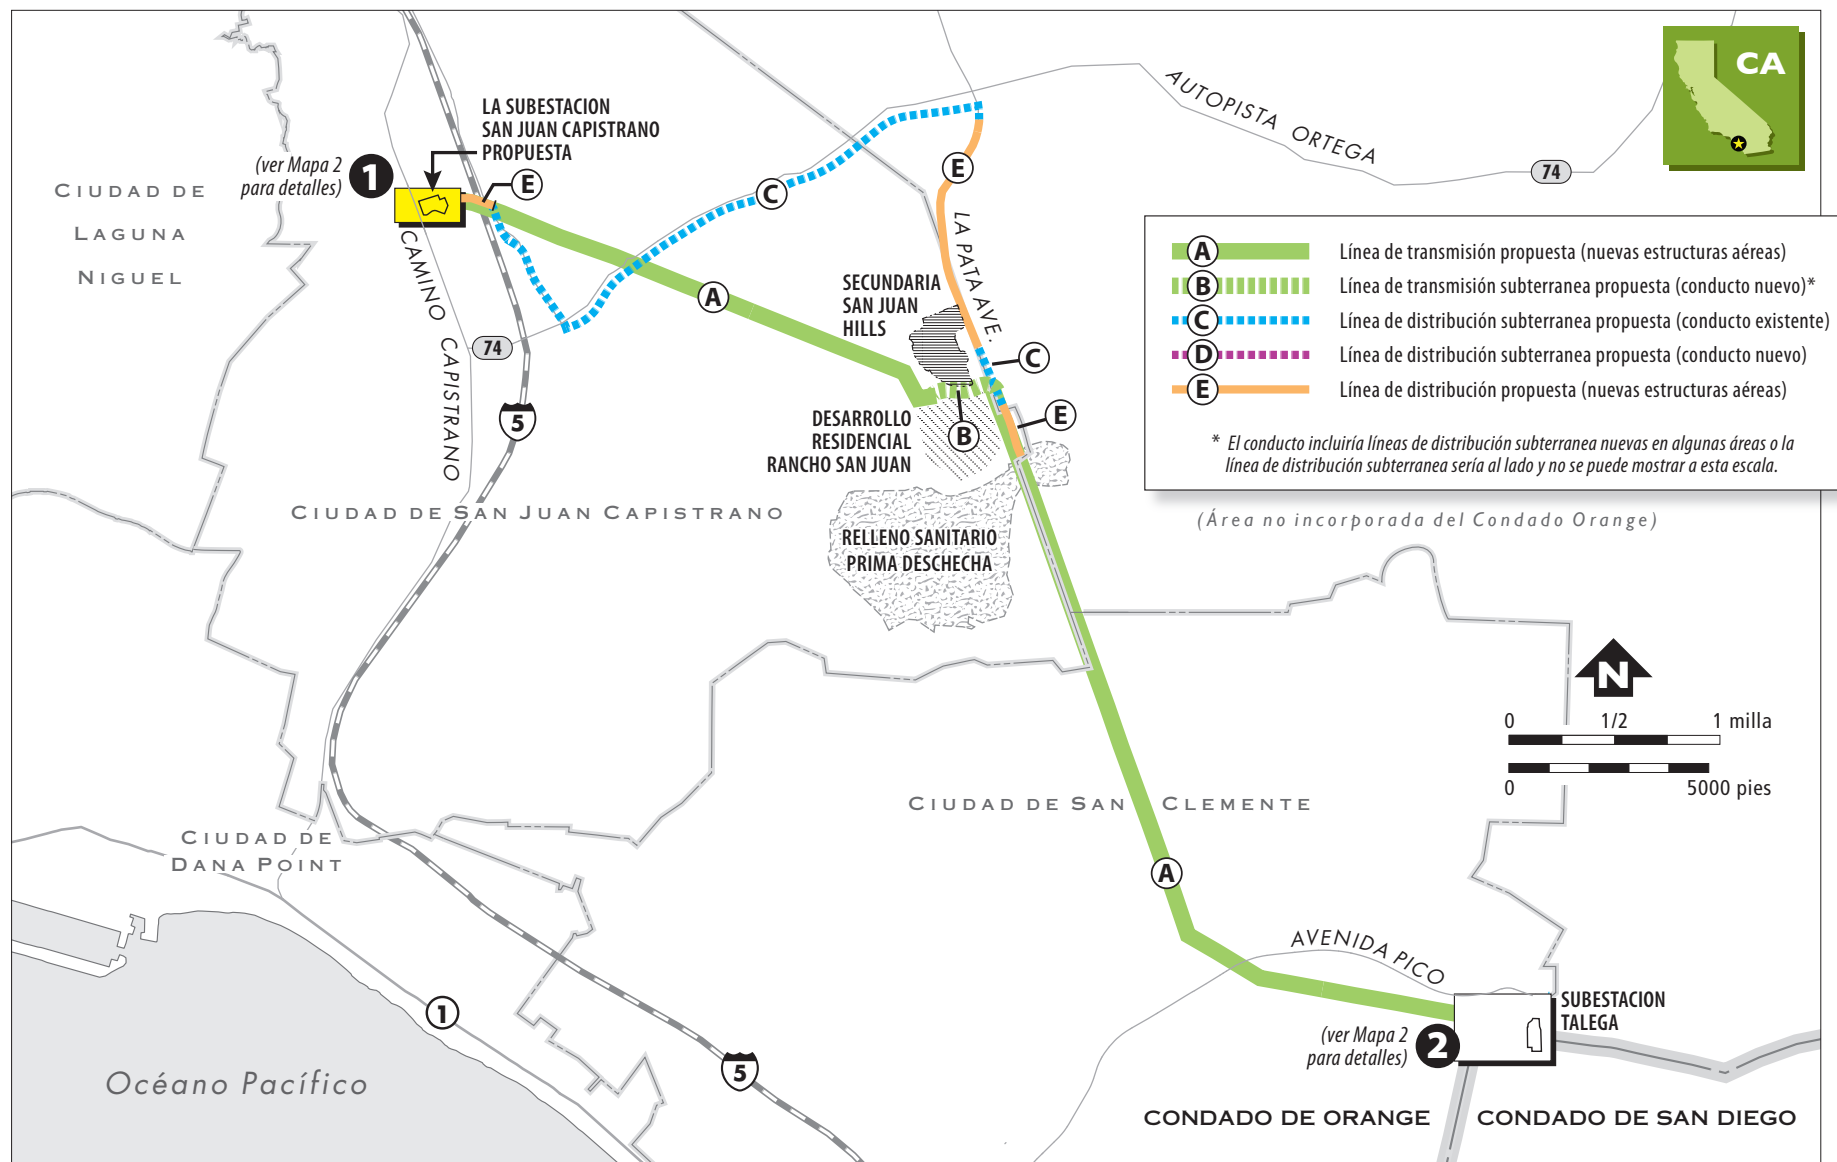 CA
AUTOPISTA ORTEGA
74
LA SUBESTACION
SAN JUAN CAPISTRANO
PROPUESTA
(ver Mapa 2
para detalles)
1
E
CIUDAD DE
LAGUNA
NIGUEL
C
E
LA PATA AVE.
CAMINO CAPISTRANO
A
SECUNDARIA
SAN JUAN
HILLS
74
5
C
E
B
DESARROLLO
RESIDENCIAL
RANCHO SAN JUAN
A Línea de transmisión propuesta (nuevas estructuras aéreas)
B Línea de transmisión subterranea propuesta (conducto nuevo)*
C Línea de distribución subterranea propuesta (conducto existente)
D Línea de distribución subterranea propuesta (conducto nuevo)
E Línea de distribución propuesta (nuevas estructuras aéreas)
* El conducto incluiría líneas de distribución subterranea nuevas en algunas áreas o la
línea de distribución subterranea sería al lado y no se puede mostrar a esta escala.
CIUDAD DE SAN JUAN CAPISTRANO
(Área no incorporada del Condado Orange)
RELLENO SANITARIO
PRIMA DESCHECHA
N
0 1/2 1 milla
0 5000 pies
CIUDAD DE SAN CLEMENTE
CIUDAD DE
DANA POINT
A
AVENIDA PICO
SUBESTACION
TALEGA
(ver Mapa 2
para detalles)
2
1
5
Océano Pacífico
CONDADO DE ORANGE
CONDADO DE SAN DIEGO